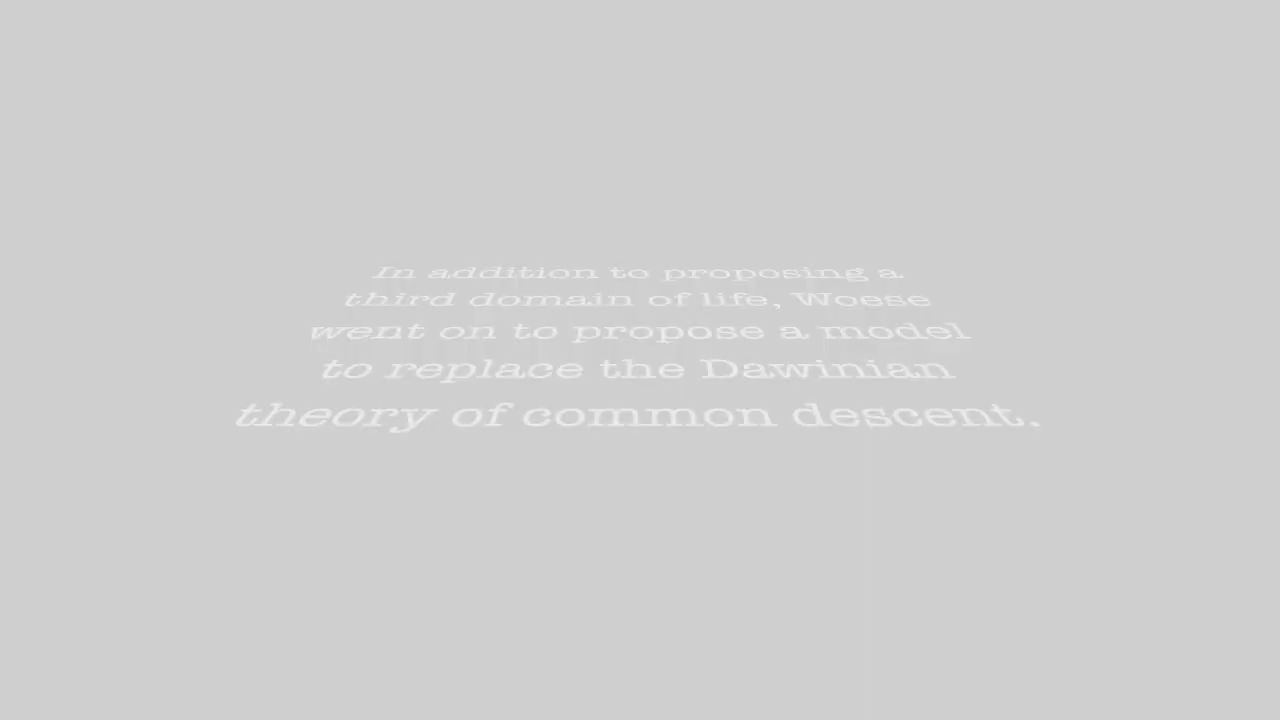 In addition to proposing a
third domain of life, Woese
went on to propose a model
to replace the Dawinian
theory of common descent.